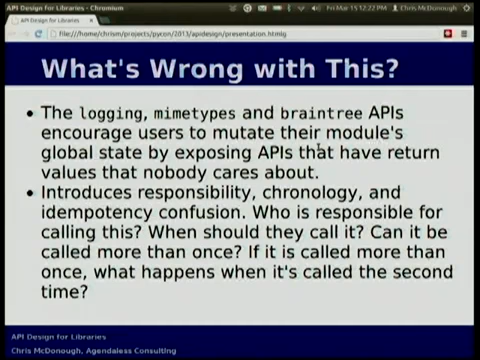 API Design for Libraries - Chromium
Fri Mar 15 12:22 PM
Chris McDonough
API Design for Libraries
file:///home/chrism/projects/pycon/2013/apidesign/presentation.html
What's Wrong with This?
• The logging, mimetypes and braintree APIs
encourage users to mutate their module's
global state by exposing APIs that have return
values that nobody cares about.
• Introduces responsibility, chronology, and
idempotency confusion. Who is responsible for
calling this? When should they call it? Can it be
called more than once? If it is called more than
once, what happens when it's called the second
time?
API Design for Libraries
Chris McDonough, Agendaless Consulting